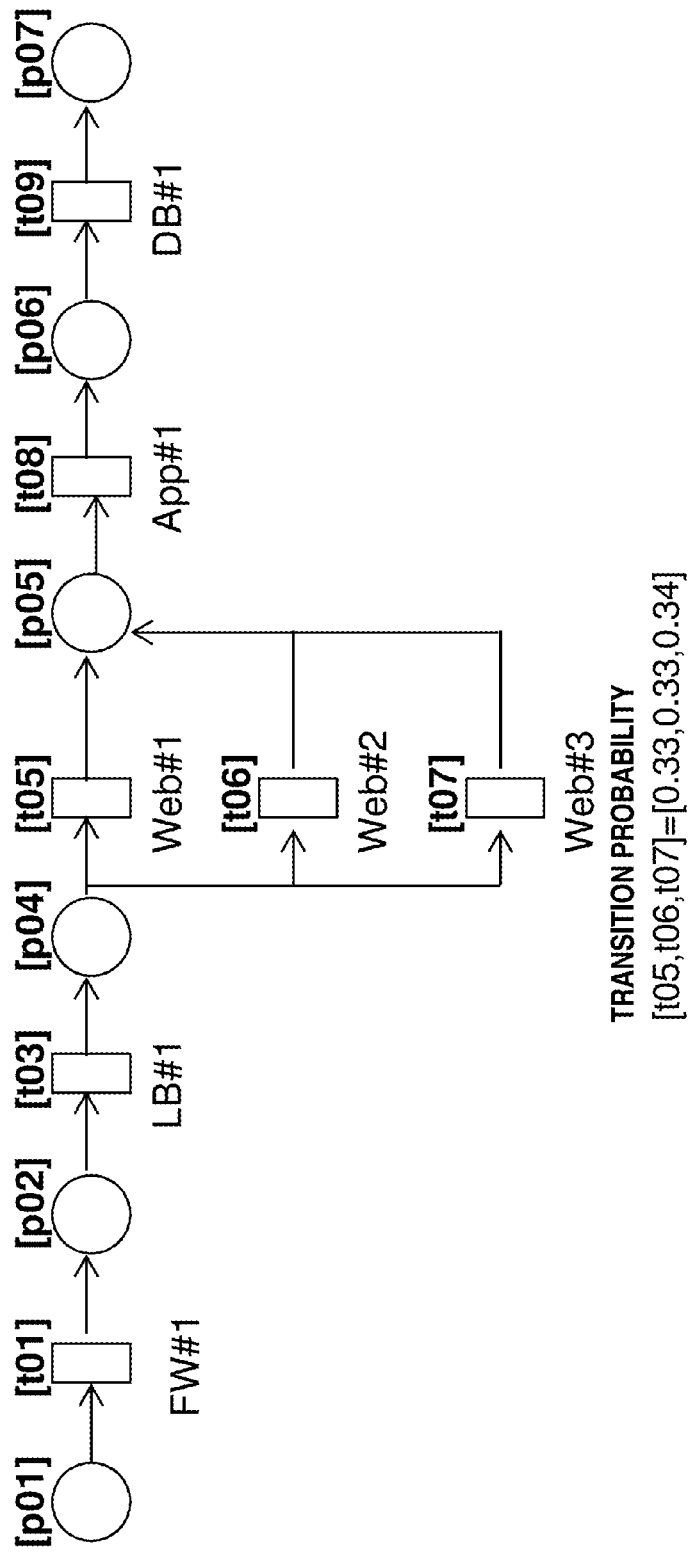 [p01] [t01] [p02] [t03] [p04] [t05] [p05] [t08] [p06] [t09] [p07]
FW#1 LB#1 Web#1 App#1 DB#1
[t06]
Web#2
[t07]
Web#3
TRANSITION PROBABILITY
[t05,t06,t07]=[0.33,0.33,0.34]